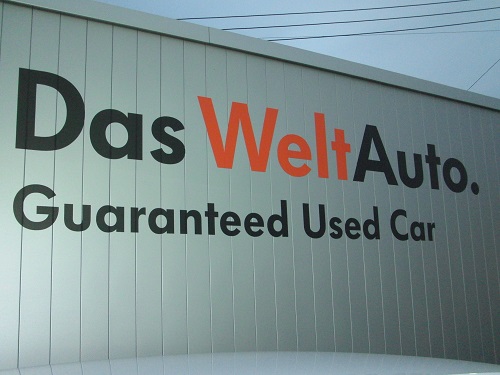 Das WeltAuto.
Guaranteed Used Car